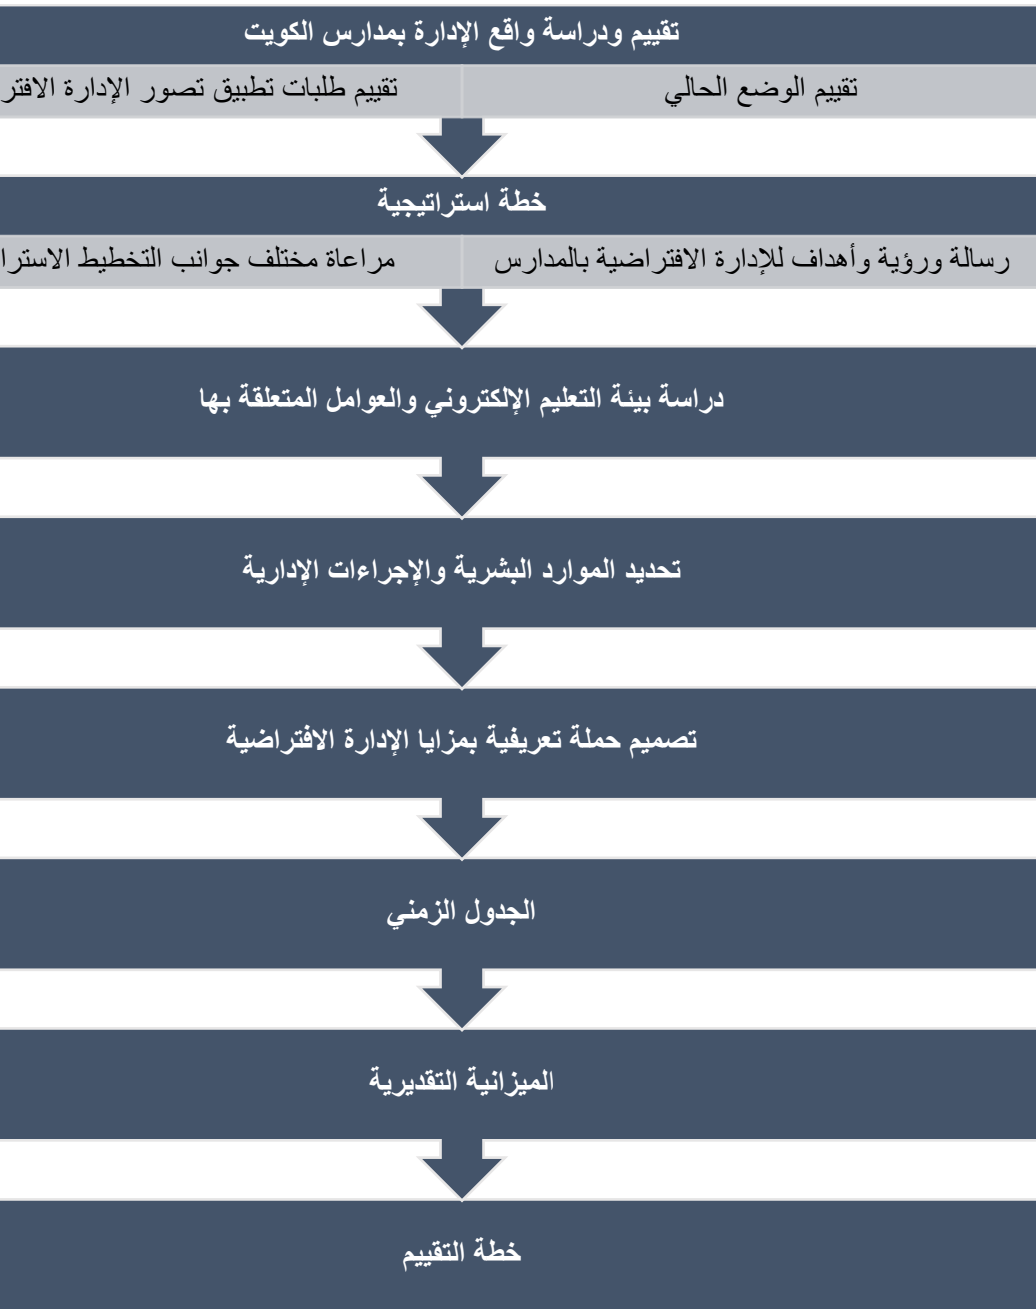 تقييم ودراسة واقع الإدارة بمدارس الكويت
تقييم الوضع الحالي
تقييم طلبات تطبيق تصور الإدارة
خطة استراتيجية
رسالة ورؤية وأهداف للإدارة الافتراضية بالمدارس
مراعاة مختلف جوانب التخطيط
دراسة بيئة التعليم الإلكتروني والعوامل المتعلقة بها
تحديد الموارد البشرية والإجراءات الإدارية
تصميم حملة تعريفية بمزايا الإدارة الافتراضية
الجدول الزمني
الميزانية التقديرية
خطة التقييم